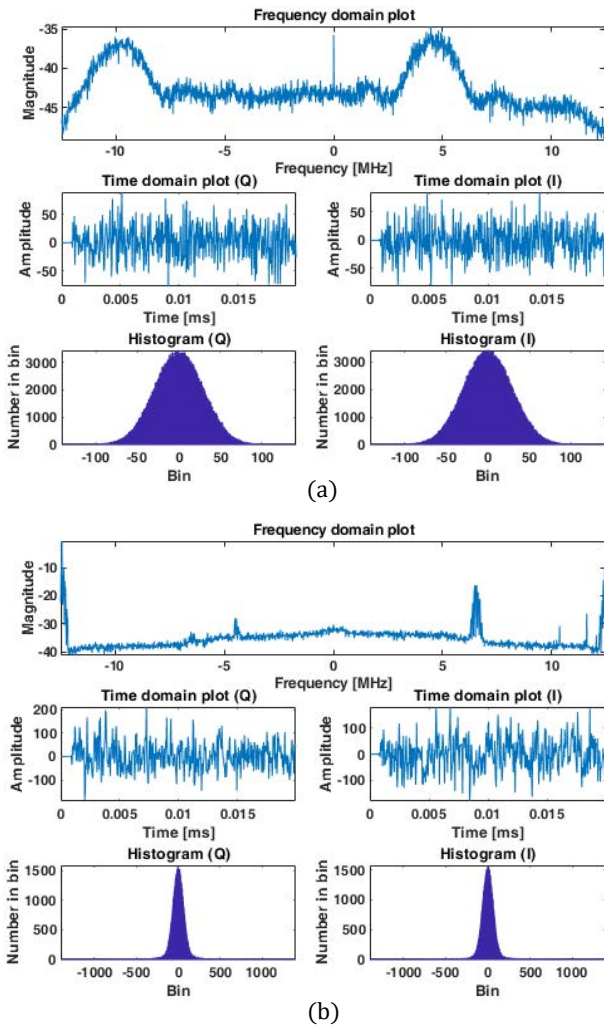 Frequency domain plot
Magnitude
-35
-40
-45
-10 -5 0 5 10
Frequency [MHz]
Time domain plot (Q) Time domain plot (I)
Amplitude Amplitude
50 50
0 0
-50 -50
0 0.005 0.01 0.015 0 0.005 0.01 0.015
Time [ms] Time [ms]
Histogram (Q) Histogram (I)
Number in bin Number in bin
3000 3000
2000 2000
1000 1000
0 0
-100 -50 0 50 100 -100 -50 0 50 100
Bin Bin
(a)
Frequency domain plot
Magnitude
-10
-20
-30
-40
-10 -5 0 5 10
Frequency [MHz]
Time domain plot (Q) Time domain plot (I)
Amplitude Amplitude
200
100 100
0 0
-100 -100
0 0.005 0.01 0.015 0 0.005 0.01 0.015
Time [ms] Time [ms]
Histogram (Q) Histogram (I)
Number in bin Number in bin
1500 1500
1000 1000
500 500
0 0
-1000 -500 0 500 1000 -1000 -500 0 500 1000
Bin Bin
(b)